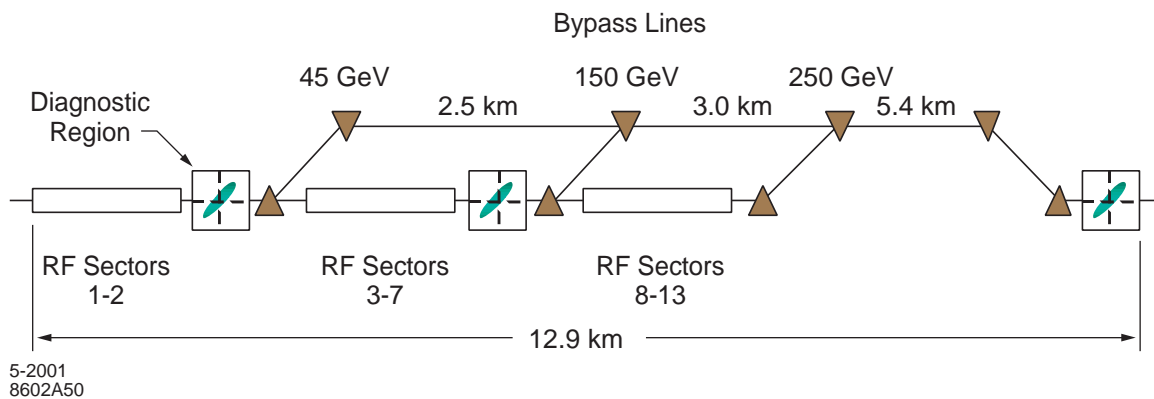 Bypass Lines
45 GeV
150 GeV
250 GeV
Diagnostic
Region
2.5 km
3.0 km
5.4 km
RF Sectors
1-2
RF Sectors
3-7
RF Sectors
8-13
12.9 km
5-2001
8602A50